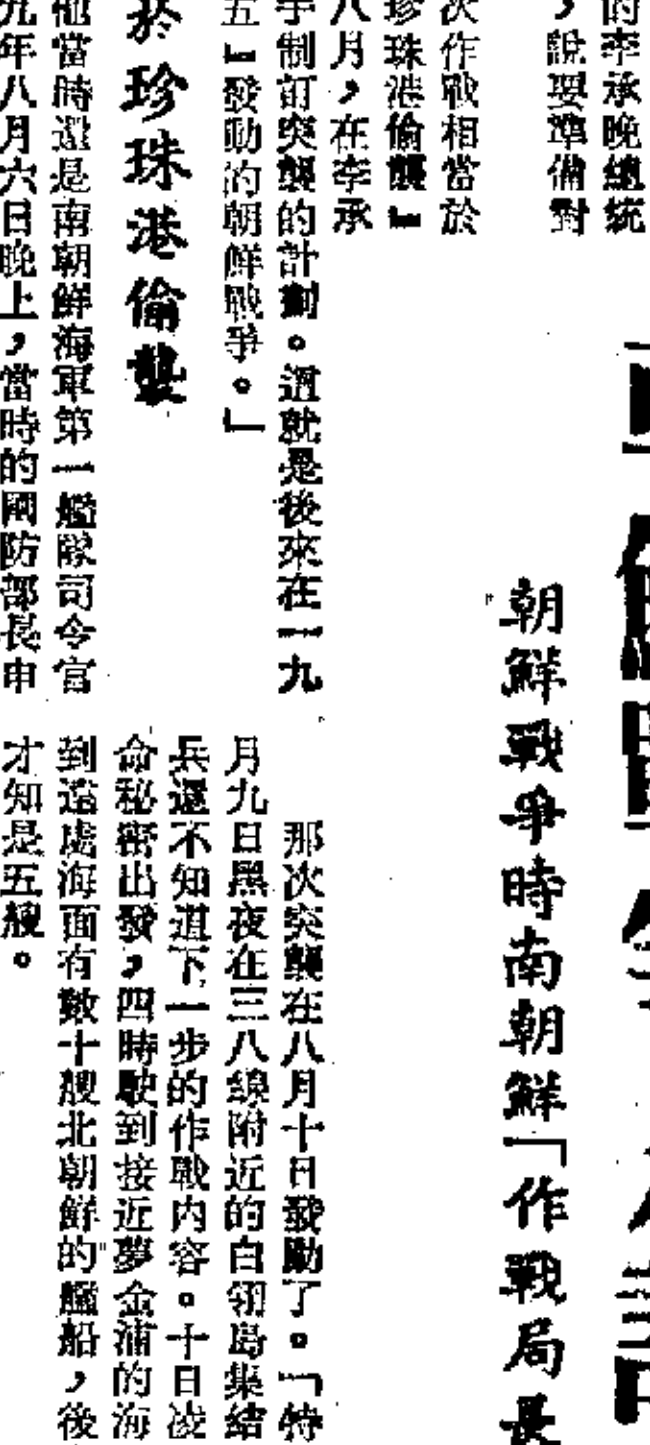 的李承晚總統
，說要準備對
朝鮮戰爭時南朝鮮「作戰局長
次作戰相當於
珍珠港偷襲』
八月，在李承
手制訂突襲的計劃。這就是後來在一九
五』發動的朝鮮戰爭。」
於珍珠港偷襲
他當時還是南朝鮮海軍第一艦隊司令官
九年八月六日晚上，當時的國防部長申
那次突襲在八月十日發動了。「特
月九日黑夜在三八線附近的白翎島集結
兵還不知道下一步的作戰內容。十日凌
命秘密出發，四時駛到接近夢金浦的海
到遠處海面有數十艘北朝鮮的艦船，後
才知是五艘。